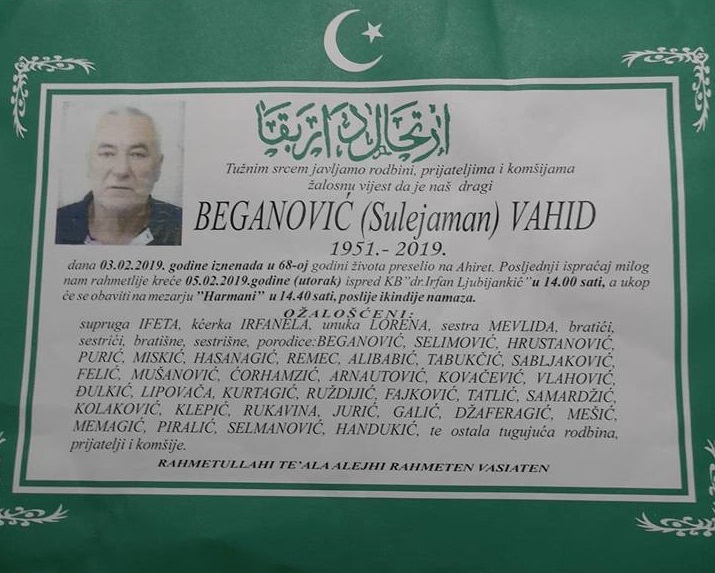 ارتحال دار بقا
Tužnim srcem javljamo rodbini, prijateljima i komšijama
žalosnu vijest da je naš dragi
BEGANOVIĆ (Sulejaman) VAHID
1951.- 2019.
dana 03.02.2019. godine iznenada u 68-oj godini života preselio na Ahiret. Posljednji ispraćaj milog
nam rahmetlije kreće 05.02.2019.godine (utorak) ispred KB"dr.Irfan Ljubijankić"u 14.00 sati, a ukop
će se obaviti na mezarju "Harmani" u 14.40 sati, poslije ikindije namaza.
OŽALOŠĆENI:
supruga IFETA, kćerka IRFANELA, unuka LORENA, sestra MEVLIDA, bratići,
sestrići, bratišne, sestrišne, porodice:BEGANOVIĆ, SELIMOVIĆ, HRUSTANOVIĆ,
PURIĆ, MISKIĆ, HASANAGIĆ, REMEC, ALIBABIĆ, TABUKČIĆ, SABLJAKOVIĆ,
FELIĆ, MUŠANOVIĆ, ĆORHAMZIĆ, ARNAUTOVIĆ, KOVAČEVIĆ, VLAHOVIĆ,
ĐULKIĆ, LIPOVAČA, KURTAGIĆ, RUŽDIJIĆ, FAJKOVIĆ, TATLIĆ, SAMARDŽIĆ,
KOLAKOVIĆ, KLEPIĆ, RUKAVINA, JURIĆ, GALIĆ, DŽAFERAGIĆ, MEŠIĆ,
MEMAGIĆ, PIRALIĆ, SELMANOVIĆ, HANDUKIĆ, te ostala tugujuća rodbina,
prijatelji i komšije.
RAHMETULLAHI TE'ALA ALEJHI RAHMETEN VASIATEN